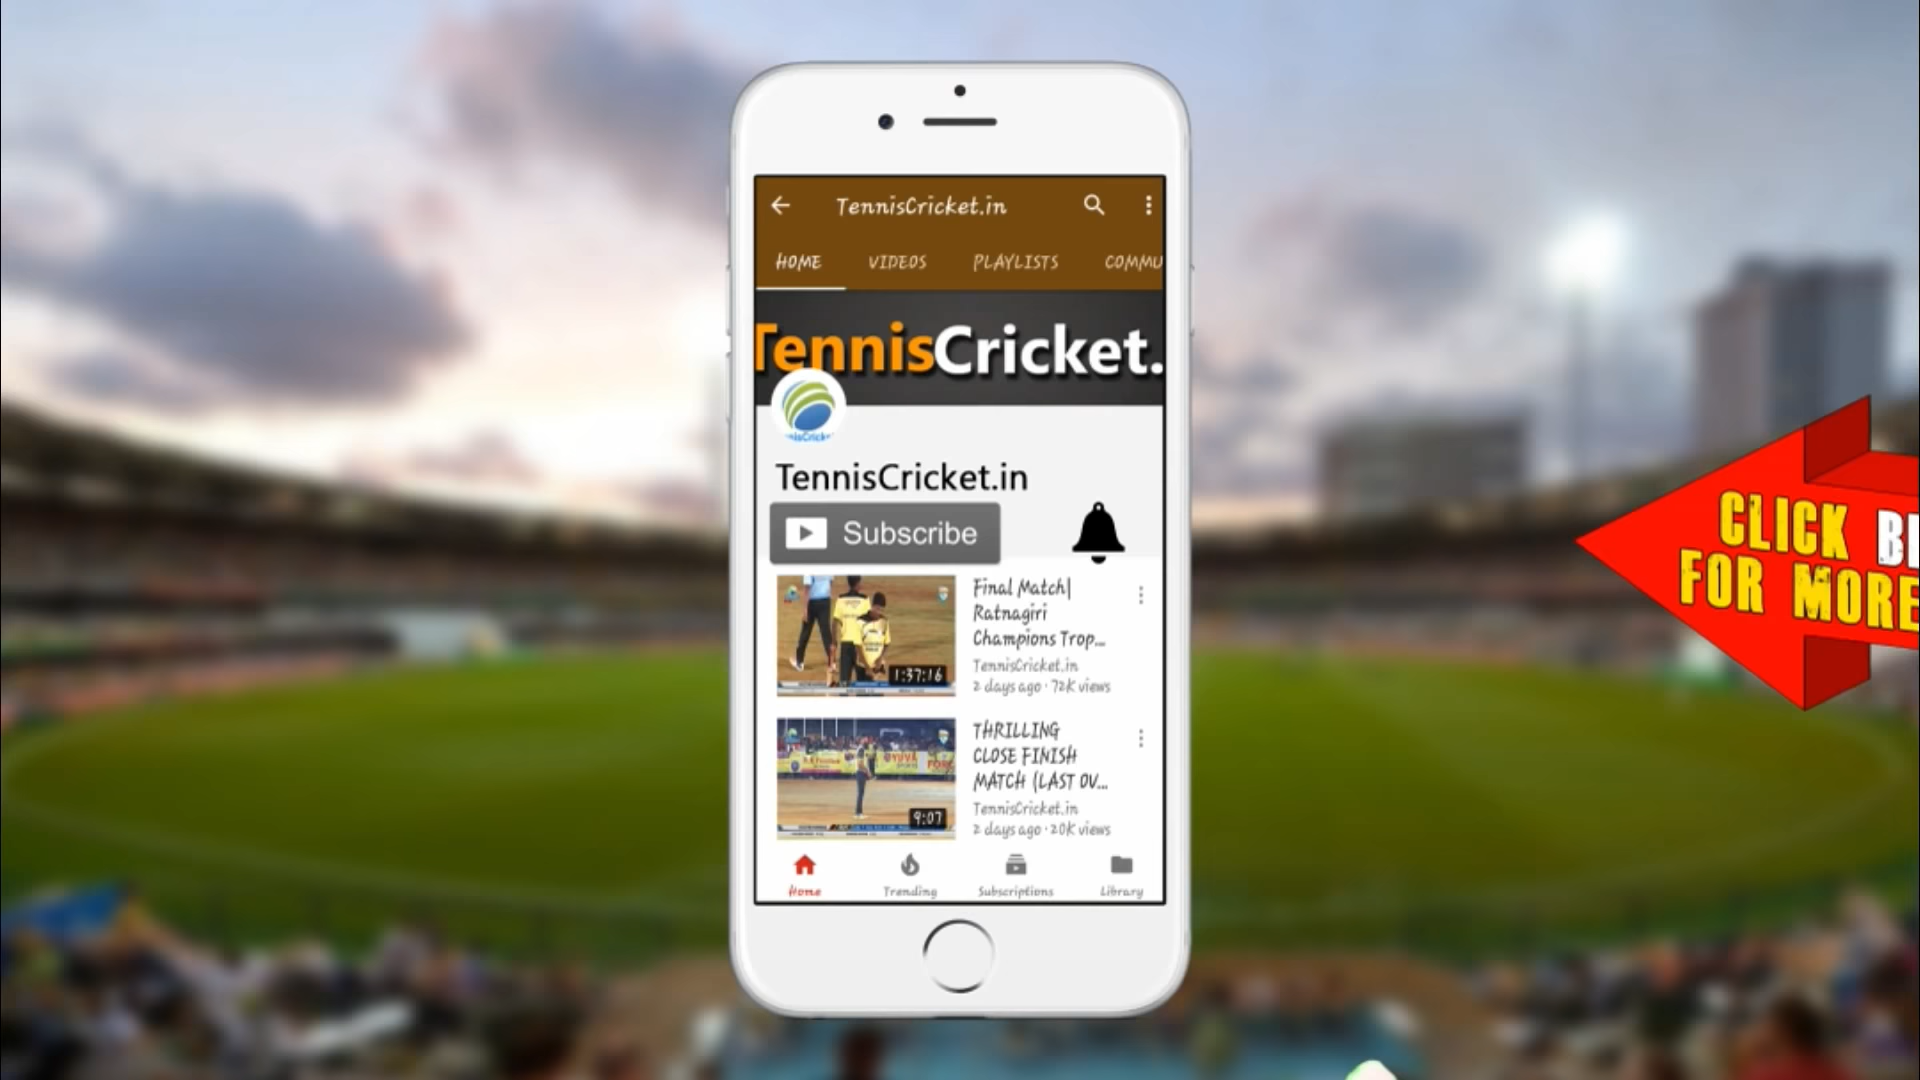 TennisCricket.in
HOME VIDEOS PLAYLISTS COMMU
TennisCricket.
TennisCricket.in
Subscribe
Final Match|
Ratnagiri
Champions Trop...
TennisCricket.in
2 days ago · 72K views
1:37:16
THRILLING
CLOSE FINISH
MATCH (LAST OV...
TennisCricket.in
2 days ago · 20K views
9:07
Home Trending Subscriptions Library
CLICK
FOR MORE